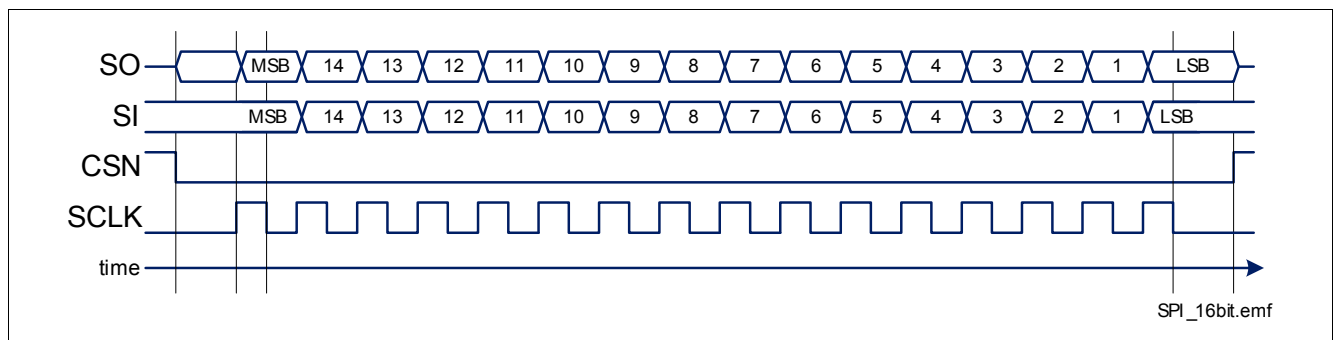 SO MSB 14 13 12 11 10 9 8 7 6 5 4 3 2 1 LSB
SI MSB 14 13 12 11 10 9 8 7 6 5 4 3 2 1 LSB
CSN
SCLK
time
SPI_16bit.emf